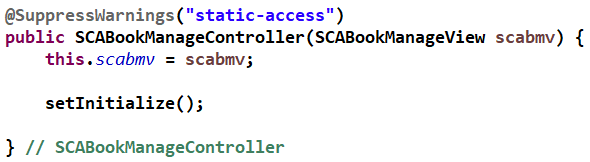 @SuppressWarnings("static-access")
public SCABookManageController(SCABookManageView scabmv) {
    this.scabmv = scabmv;

    setInitialize();

} // SCABookManageController